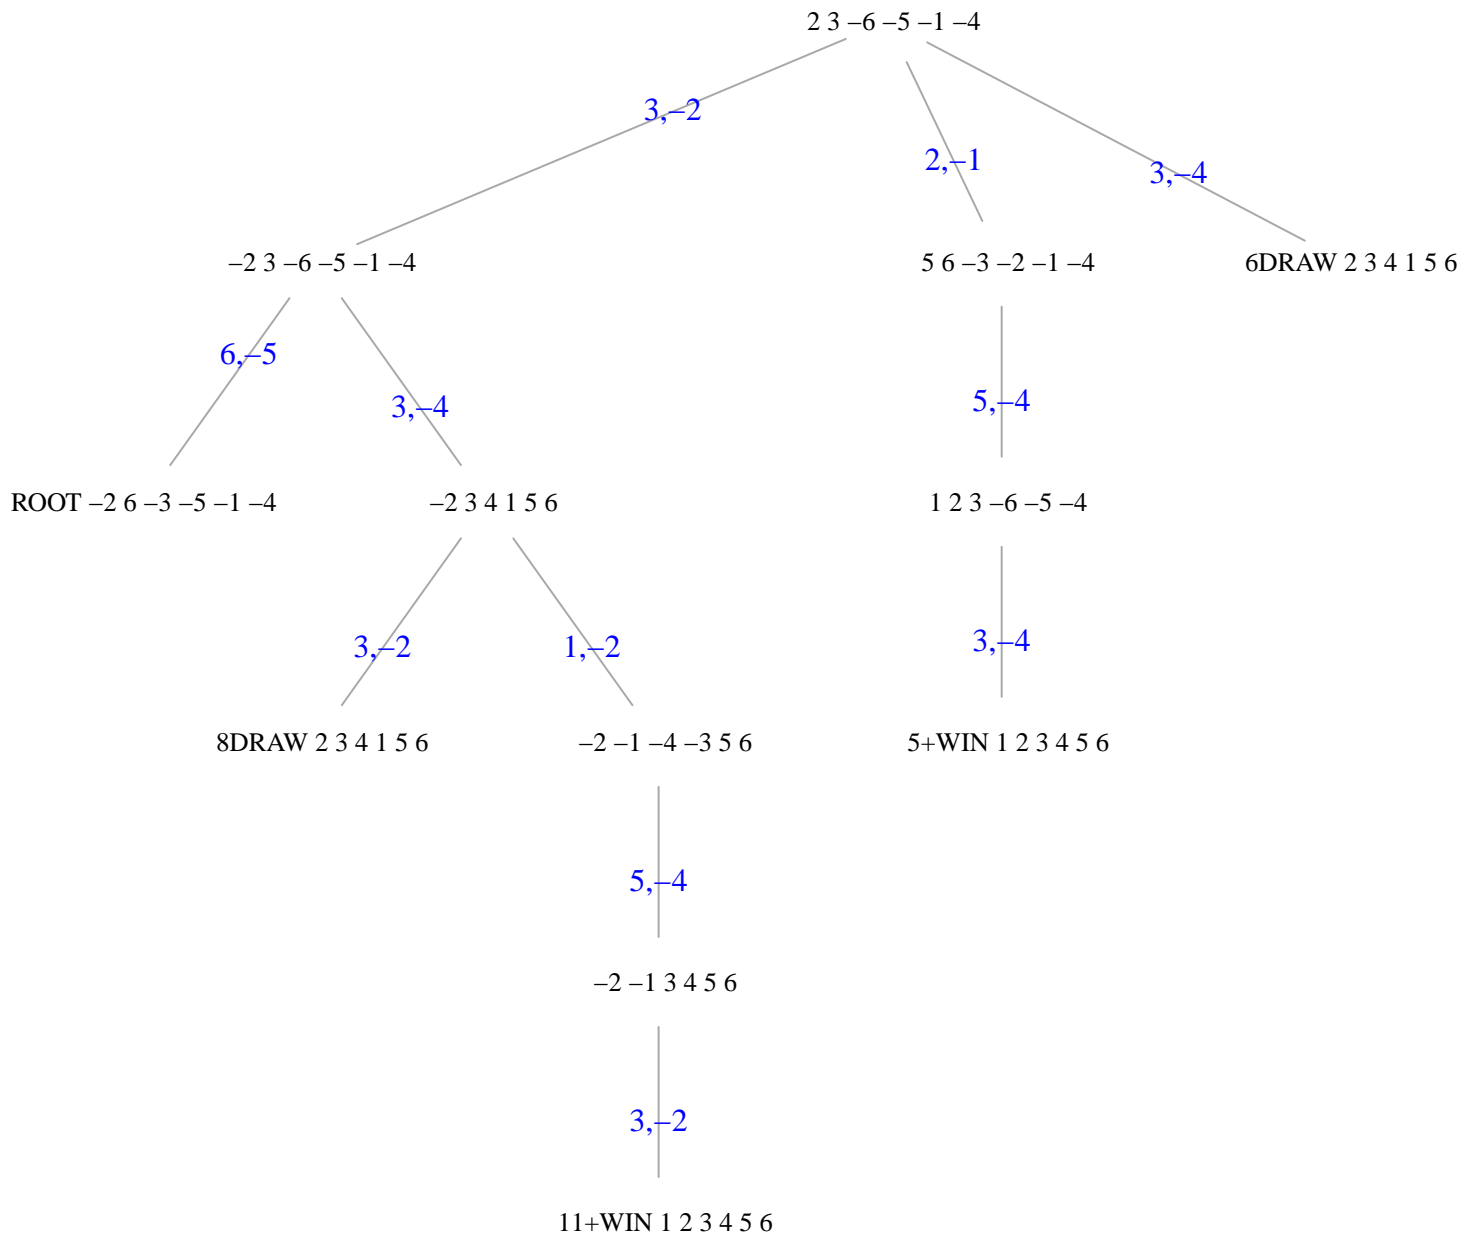 2 3 –6 –5 –1 –4
3,–2
2,–1
3,–4
–2 3 –6 –5 –1 –4
5 6 –3 –2 –1 –4
6DRAW 2 3 4 1 5 6
6,–5
3,–4
5,–4
ROOT –2 6 –3 –5 –1 –4
–2 3 4 1 5 6
1 2 3 –6 –5 –4
3,–2
1,–2
3,–4
8DRAW 2 3 4 1 5 6
–2 –1 –4 –3 5 6
5+WIN 1 2 3 4 5 6
5,–4
–2 –1 3 4 5 6
3,–2
11+WIN 1 2 3 4 5 6